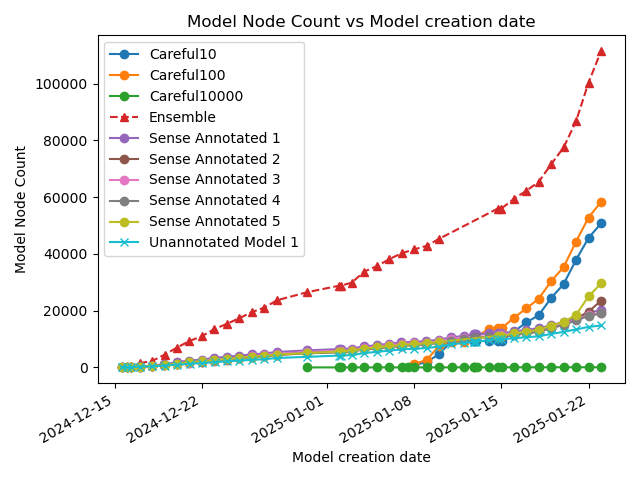 Model Node Count vs Model creation date
Careful10
Careful100
Careful10000
Ensemble
Sense Annotated 1
Sense Annotated 2
Sense Annotated 3
Sense Annotated 4
Sense Annotated 5
Unannotated Model 1
Model Node Count
100000
80000
60000
40000
20000
0
2024-12-15
2024-12-22
2025-01-01
2025-01-08
2025-01-15
2025-01-22
Model creation date